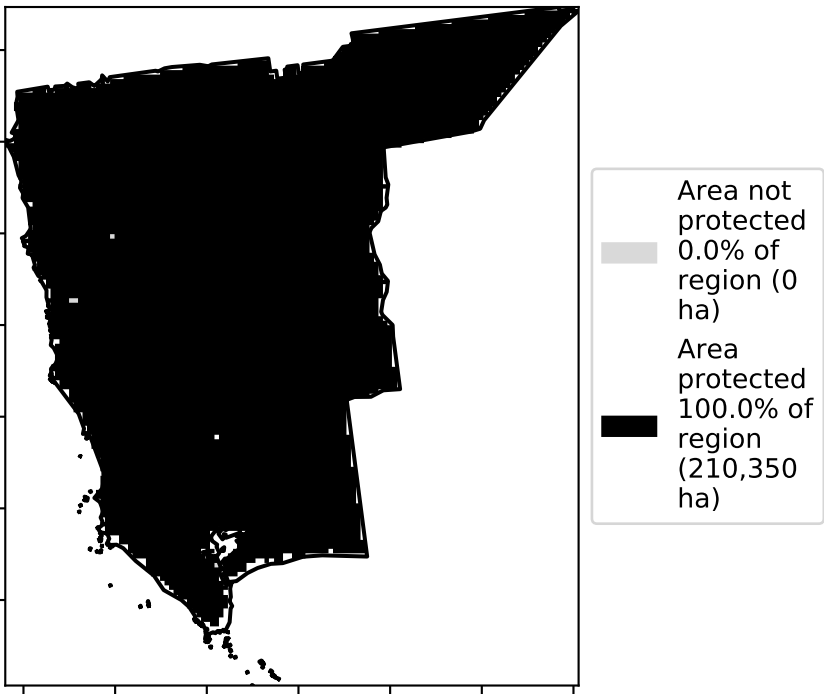 Area not
protected
0.0% of
region (0
ha)
Area
protected
100.0% of
region
(210,350
ha)